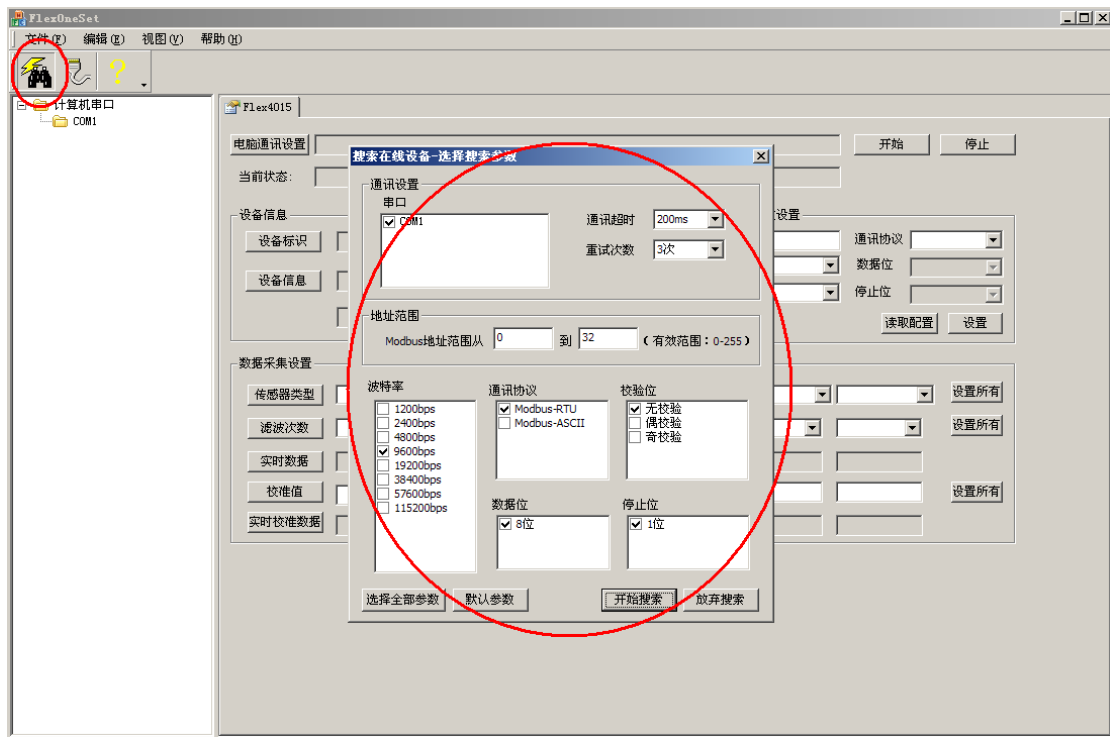 FlexOneSet
文件(F) 编辑(E) 视图(V) 帮助(H)
计算机串口
COM1
Flex4015
电脑通讯设置 开始 停止
当前状态:
设备信息
设备标识
设备信息
设置
通讯协议
数据位
停止位
读取配置 设置
数据采集设置
传感器类型 设置所有
滤波次数 设置所有
实时数据
校准值 设置所有
实时校准数据
搜索在线设备-选择搜索参数
通讯设置
串口
COM1
通讯超时 200ms
重试次数 3次
地址范围
Modbus地址范围从 0 到 32 (有效范围:0-255)
波特率
1200bps
2400bps
4800bps
9600bps
19200bps
38400bps
57600bps
115200bps
通讯协议
Modbus-RTU
Modbus-ASCII
校验位
无校验
偶校验
奇校验
数据位
8位
停止位
1位
选择全部参数 默认参数 开始搜索 放弃搜索